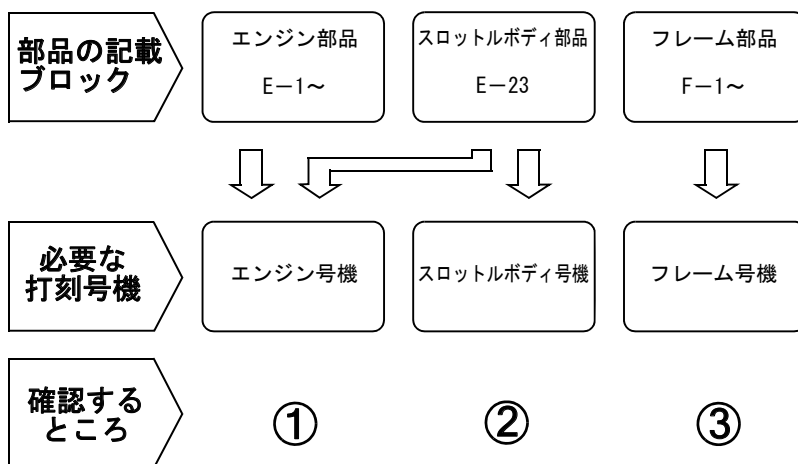 部品の記載
ブロック
エンジン部品
E－1～
スロットルボディ部品
E－23
フレーム部品
F－1～
必要な
打刻号機
エンジン号機
スロットルボディ号機
フレーム号機
確認する
ところ
①
②
③